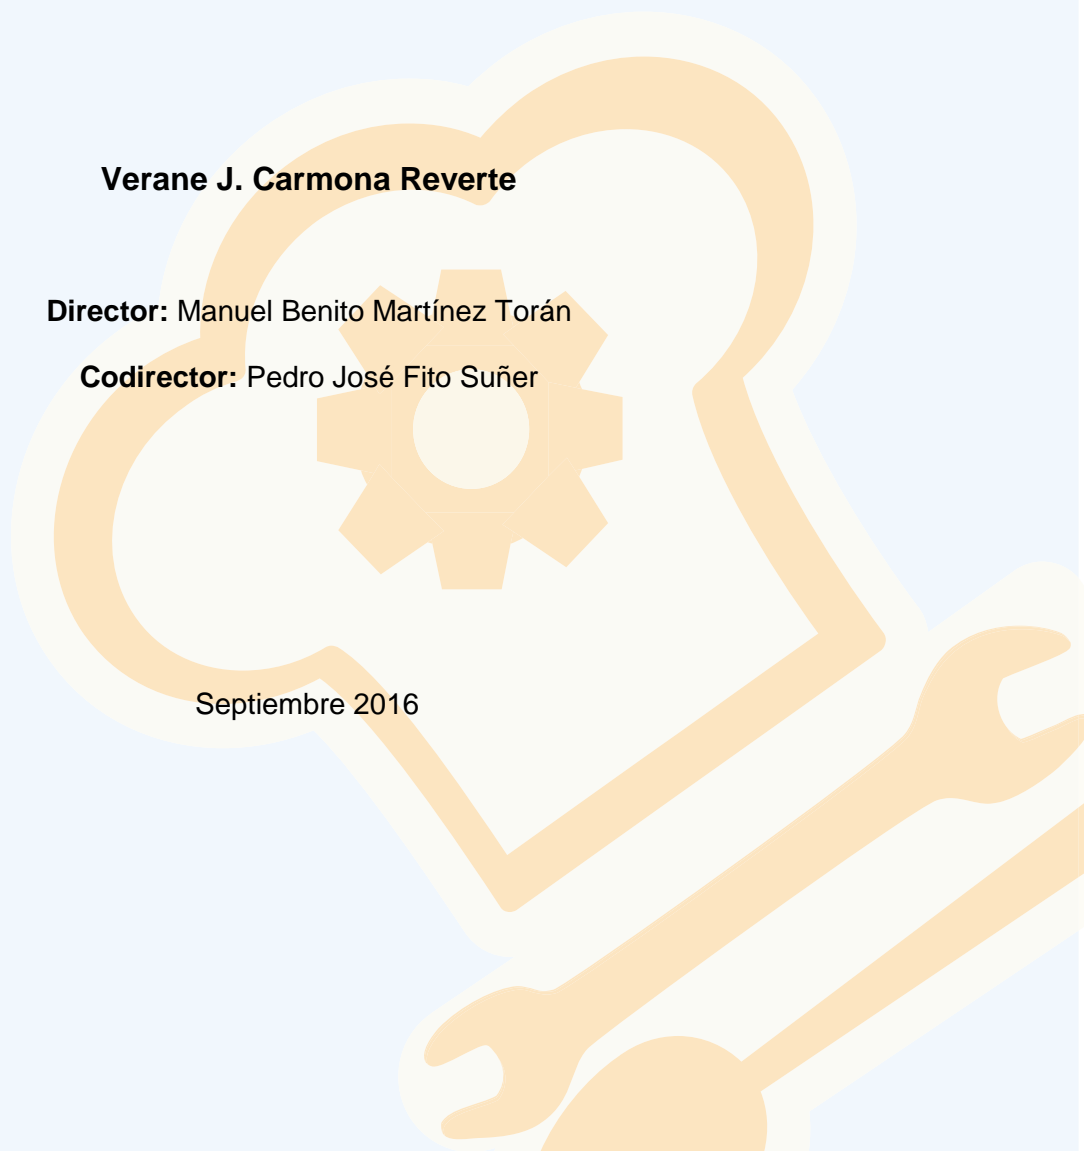 Verane J. Carmona Reverte
Director: Manuel Benito Martínez Torán
Codirector: Pedro José Fito Suñer
Septiembre 2016